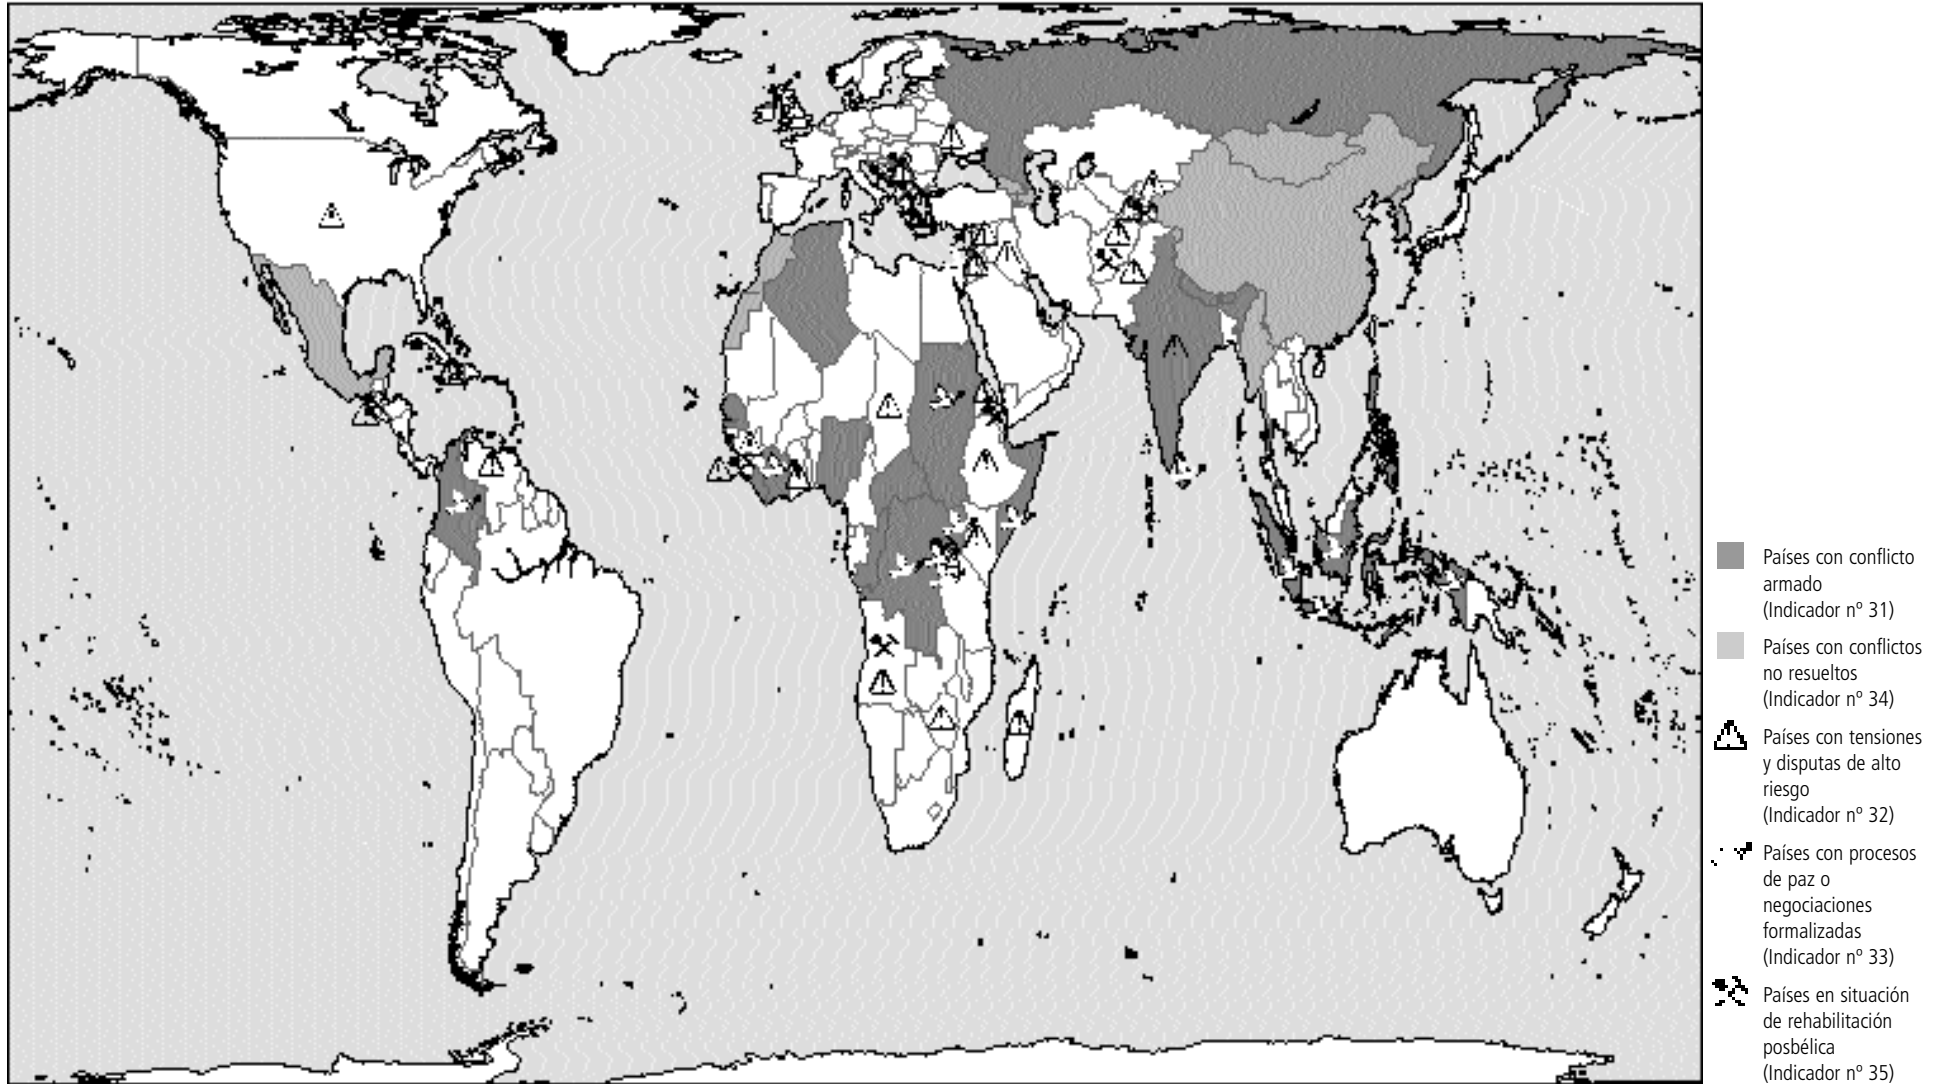 Países con conflicto
armado
(Indicador nº 31)
Países con conflictos
no resueltos
(Indicador nº 34)
Países con tensiones
y disputas de alto
riesgo
(Indicador nº 32)
Países con procesos
de paz o
negociaciones
formalizadas
(Indicador nº 33)
Países en situación
de rehabilitación
posbélica
(Indicador nº 35)